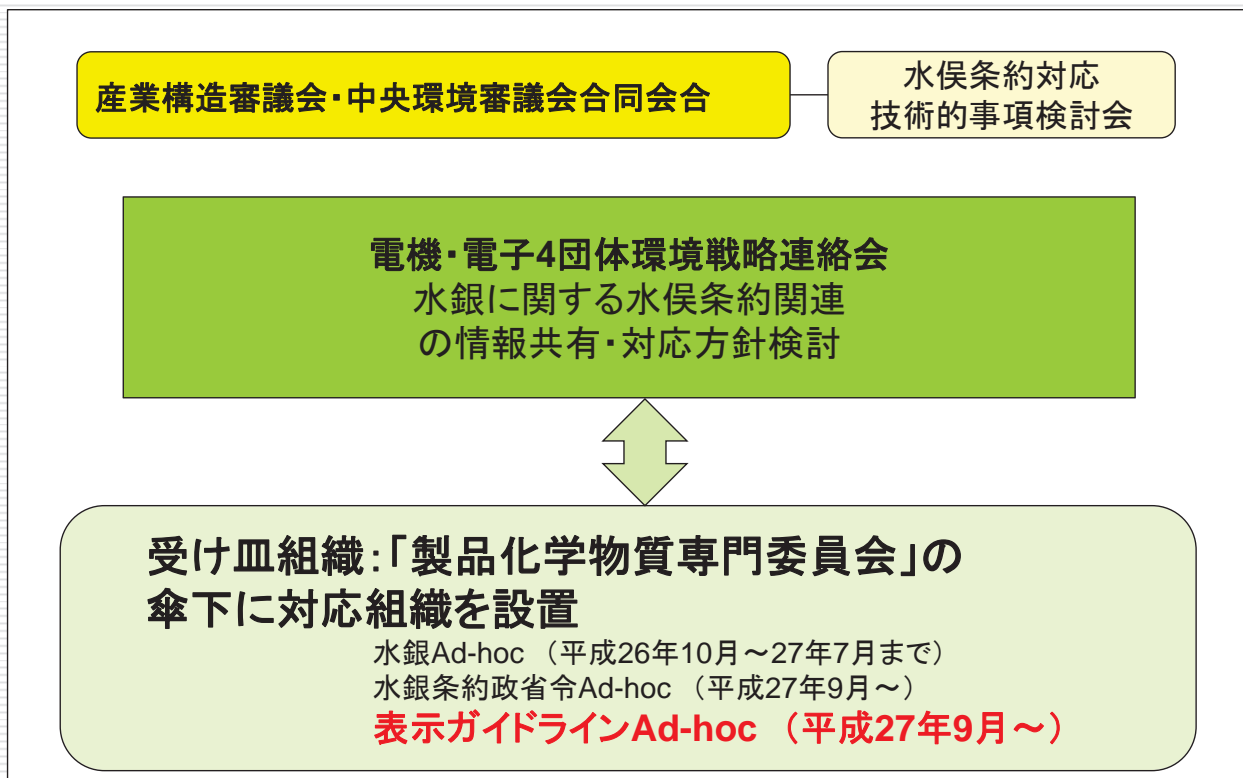 産業構造審議会・中央環境審議会合同会合
水俣条約対応
技術的事項検討会
電機・電子4団体環境戦略連絡会
水銀に関する水俣条約関連
の情報共有・対応方針検討
受け皿組織：「製品化学物質専門委員会」の
傘下に対応組織を設置
水銀Ad-hoc （平成26年10月～27年7月まで）
水銀条約政省令Ad-hoc （平成27年9月～）
表示ガイドラインAd-hoc （平成27年9月～）